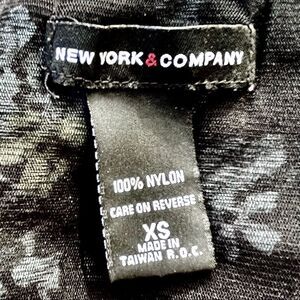 NEW YORK & COMPANY
100% NYLON
CARE ON REVERSE
XS
MADE IN
TAIWAN R.O.C.